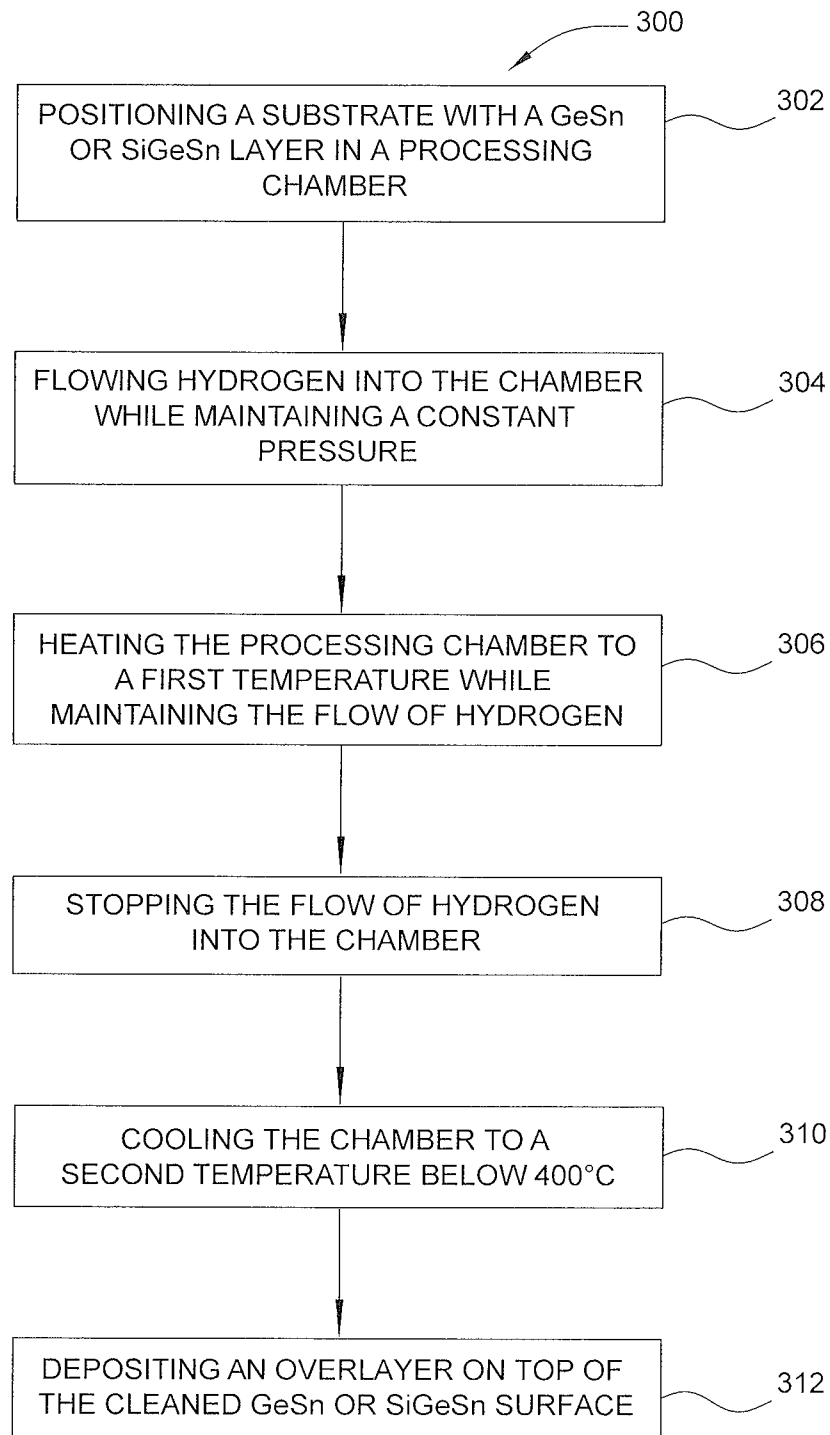 300
POSITIONING A SUBSTRATE WITH A GeSn
OR SiGeSn LAYER IN A PROCESSING
CHAMBER
302
FLOWING HYDROGEN INTO THE CHAMBER
WHILE MAINTAINING A CONSTANT
PRESSURE
304
HEATING THE PROCESSING CHAMBER TO
A FIRST TEMPERATURE WHILE
MAINTAINING THE FLOW OF HYDROGEN
306
STOPPING THE FLOW OF HYDROGEN
INTO THE CHAMBER
308
COOLING THE CHAMBER TO A
SECOND TEMPERATURE BELOW 400°C
310
DEPOSITING AN OVERLAYER ON TOP OF
THE CLEANED GeSn OR SiGeSn SURFACE
312